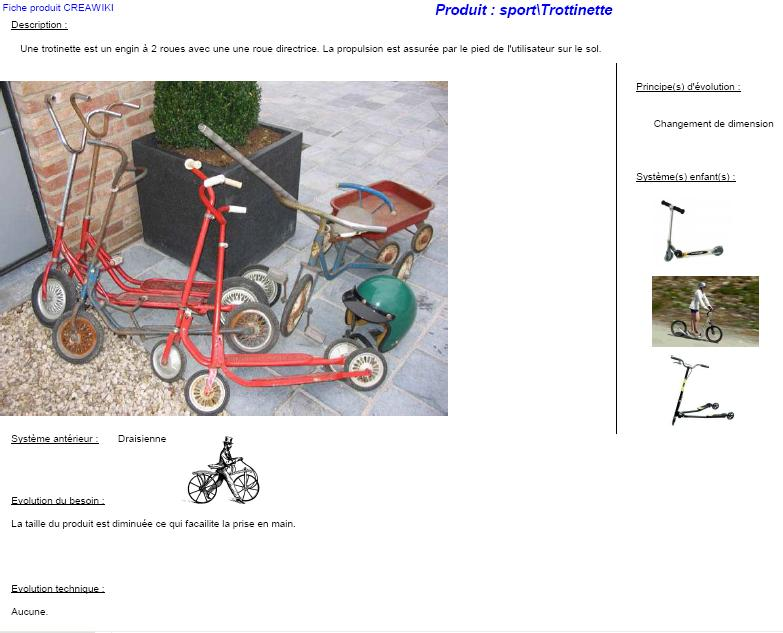 Fiche produit CREAWIKI
Produit : sport\Trottinette
Description :
Une trotinette est un engin à 2 roues avec une une roue directrice. La propulsion est assurée par le pied de l'utilisateur sur le sol.
Principe(s) d'évolution :
Changement de dimension
Système(s) enfant(s) :
Système antérieur : Draisienne
Evolution du besoin :
La taille du produit est diminuée ce qui facailite la prise en main.
Evolution technique :
Aucune.